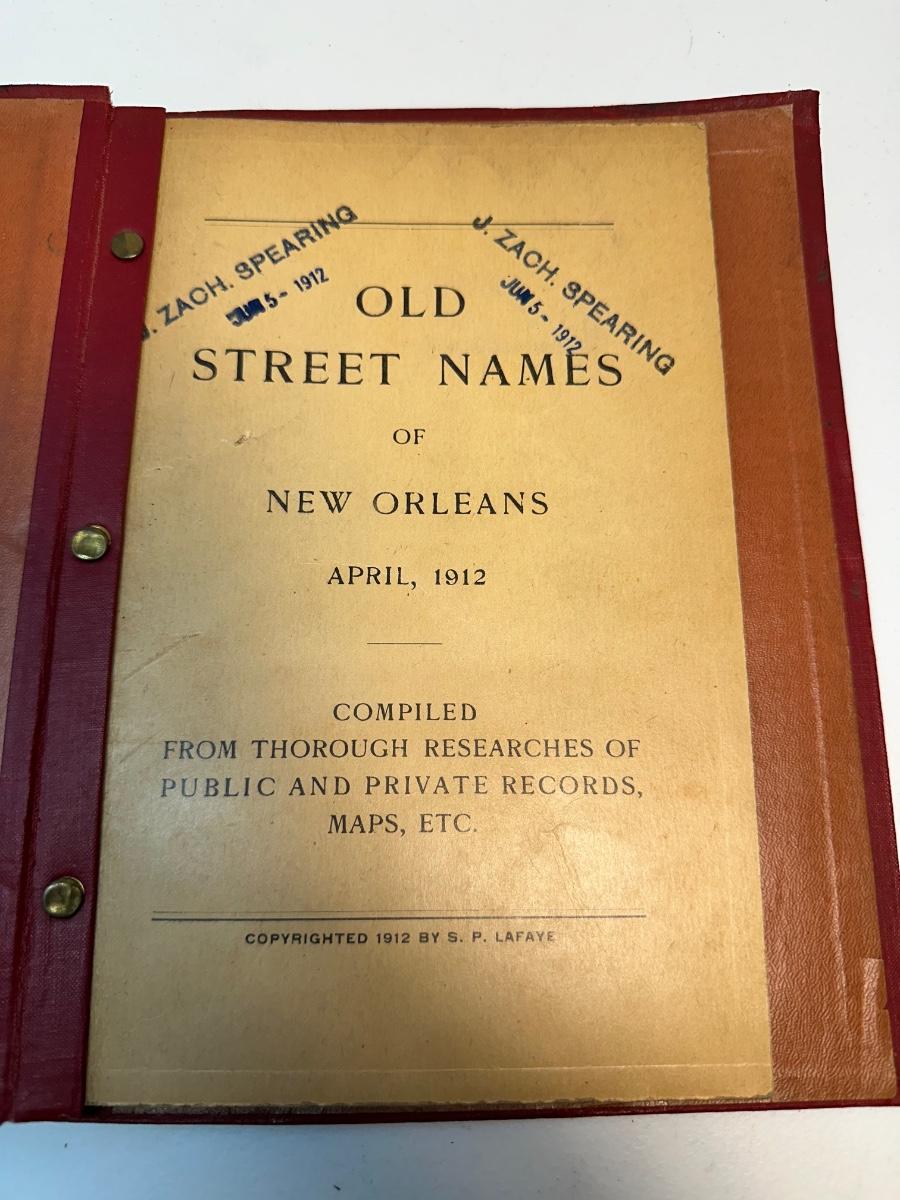 J. ZACH. SPEARING
JUN 5 - 1912
J. ZACH. SPEARING
JUN 5 - 1912
OLD
STREET NAMES
OF
NEW ORLEANS
APRIL, 1912
COMPILED
FROM THOROUGH RESEARCHES OF
PUBLIC AND PRIVATE RECORDS,
MAPS, ETC.
COPYRIGHTED 1912 BY S. P. LAFAYE